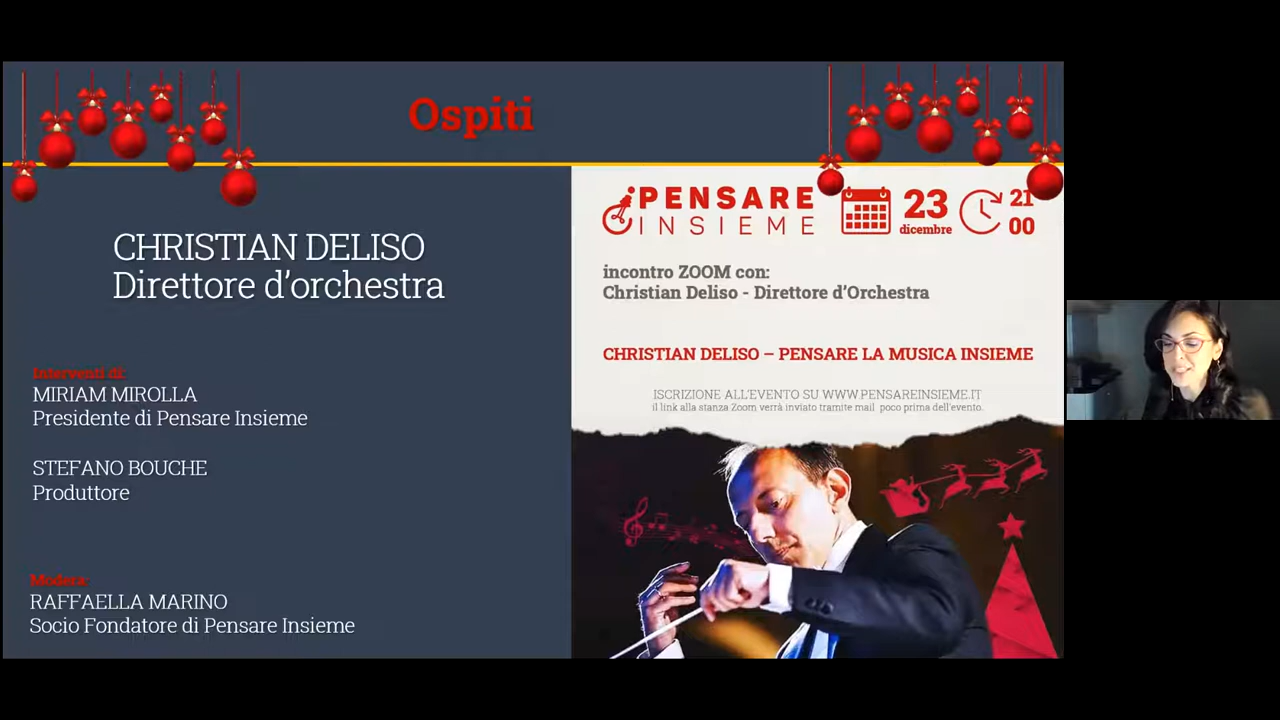 Ospiti
CHRISTIAN DELISO
Direttore d'orchestra
Interventi di:
MIRIAM MIROLLA
Presidente di Pensare Insieme
STEFANO BOUCHE
Produttore
Modera:
RAFFAELLA MARINO
Socio Fondatore di Pensare Insieme
PENSARE
INSIEME
23
dicembre
21
00
incontro ZOOM con:
Christian Deliso - Direttore d'Orchestra
CHRISTIAN DELISO – PENSARE LA MUSICA INSIEME
ISCRIZIONE ALL'EVENTO SU WWW.PENSAREINSIEME.IT
il link alla stanza Zoom verrà inviato tramite mail poco prima dell'evento.